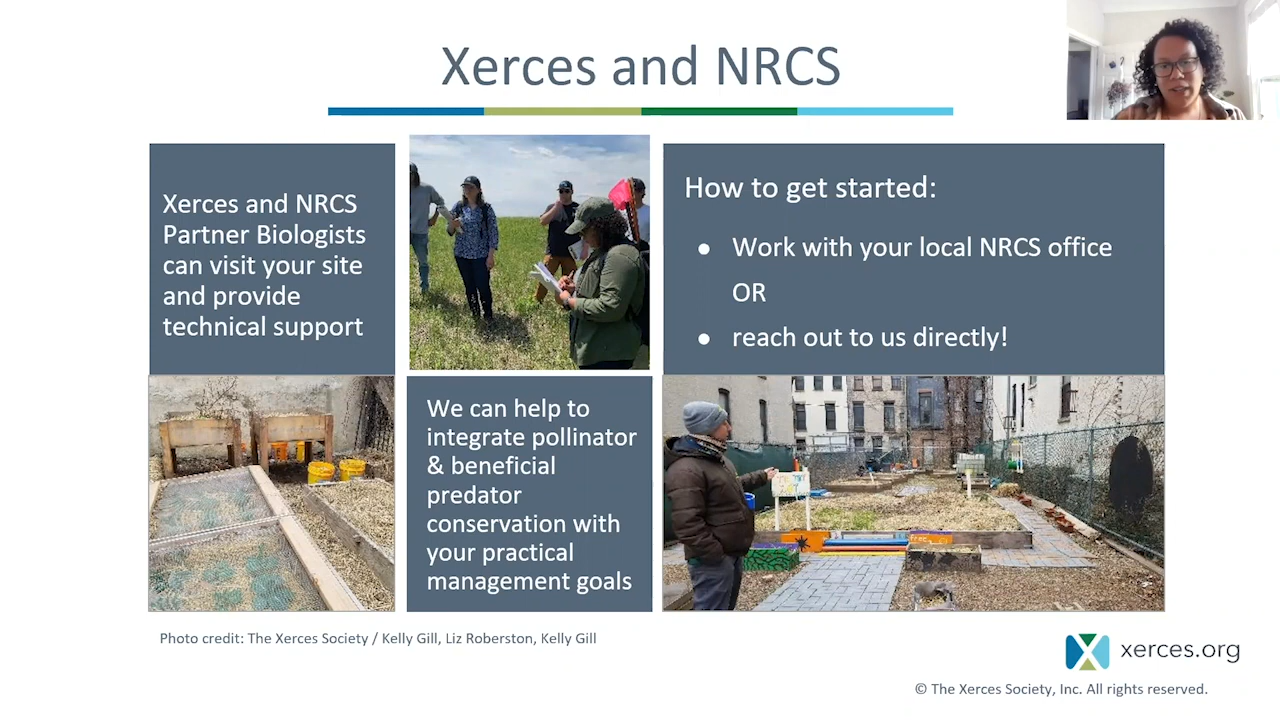 Xerces and NRCS
Xerces and NRCS
Partner Biologists
can visit your site
and provide
technical support
How to get started:
● Work with your local NRCS office
OR
● reach out to us directly!
We can help to
integrate pollinator
& beneficial
predator
conservation with
your practical
management goals
Photo credit: The Xerces Society / Kelly Gill, Liz Roberston, Kelly Gill
xerces.org
© The Xerces Society, Inc. All rights reserved.